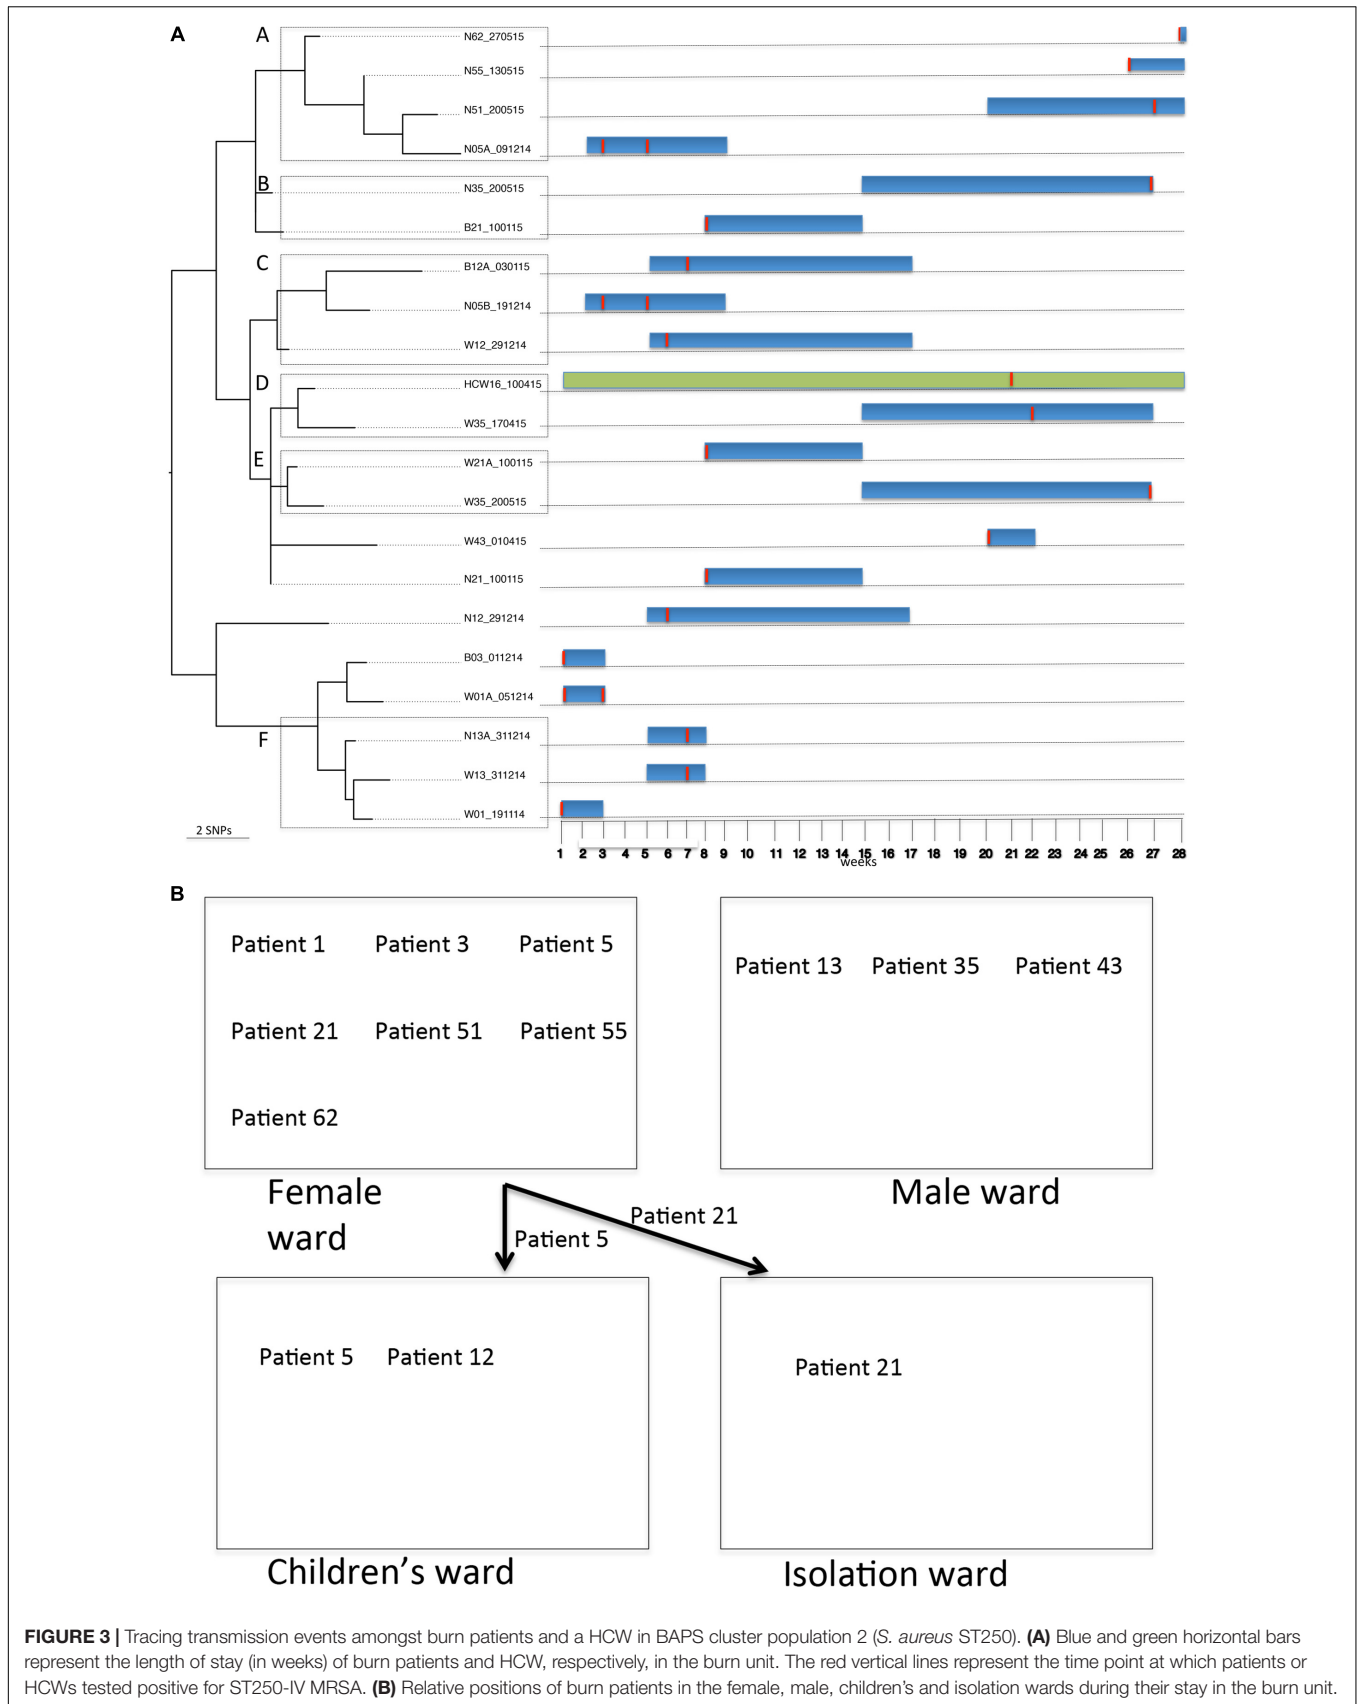 A
A
N62_270515
N55_130515
N51_200515
N05A_091214
B
N35_200515
B21_100115
C
B12A_030115
N05B_191214
W12_291214
D
HCW16_100415
W35_170415
E
W21A_100115
W35_200515
W43_010415
N21_100115
N12_291214
B03_011214
W01A_051214
F
N13A_311214
W13_311214
W01_191114
2 SNPs
1 2 3 4 5 6 7 8 9 10 11 12 13 14 15 16 17 18 19 20 21 22 23 24 25 26 27 28
weeks
B
Patient 1 Patient 3 Patient 5
Patient 21 Patient 51 Patient 55
Patient 62
Female
ward
Patient 13 Patient 35 Patient 43
Male ward
Patient 21
Patient 5
Patient 5 Patient 12
Children's ward
Patient 21
Isolation ward
FIGURE 3 | Tracing transmission events amongst burn patients and a HCW in BAPS cluster population 2 (S. aureus ST250). (A) Blue and green horizontal bars
represent the length of stay (in weeks) of burn patients and HCW, respectively, in the burn unit. The red vertical lines represent the time point at which patients or
HCWs tested positive for ST250-IV MRSA. (B) Relative positions of burn patients in the female, male, children's and isolation wards during their stay in the burn unit.